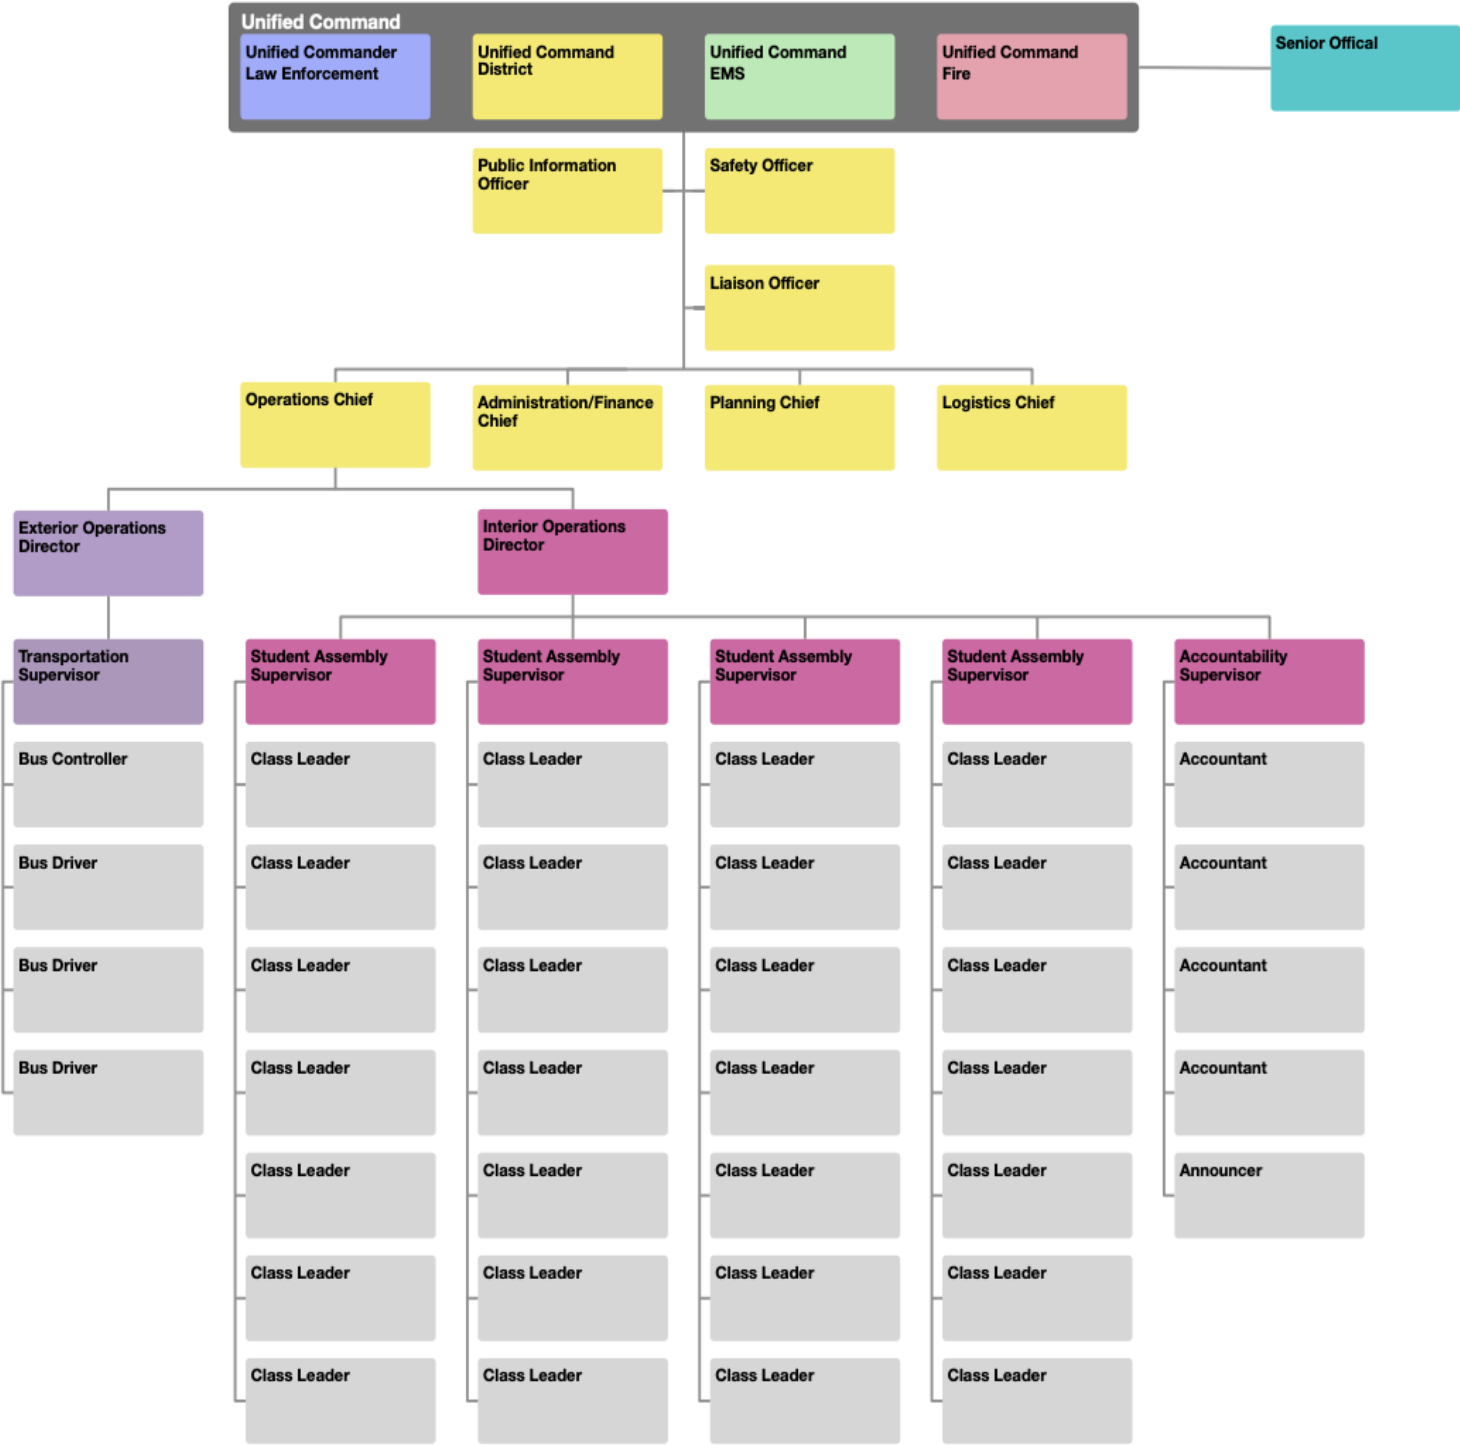 Unified Command
Unified Commander
Law Enforcement
Unified Command
District
Unified Command
EMS
Unified Command
Fire
Senior Offical
Public Information
Officer
Safety Officer
Liaison Officer
Operations Chief
Administration/Finance
Chief
Planning Chief
Logistics Chief
Exterior Operations
Director
Interior Operations
Director
Transportation
Supervisor
Student Assembly
Supervisor
Student Assembly
Supervisor
Student Assembly
Supervisor
Student Assembly
Supervisor
Accountability
Supervisor
Bus Controller
Class Leader
Class Leader
Class Leader
Class Leader
Accountant
Bus Driver
Class Leader
Class Leader
Class Leader
Class Leader
Accountant
Bus Driver
Class Leader
Class Leader
Class Leader
Class Leader
Accountant
Bus Driver
Class Leader
Class Leader
Class Leader
Class Leader
Accountant
Class Leader
Class Leader
Class Leader
Class Leader
Announcer
Class Leader
Class Leader
Class Leader
Class Leader
Class Leader
Class Leader
Class Leader
Class Leader